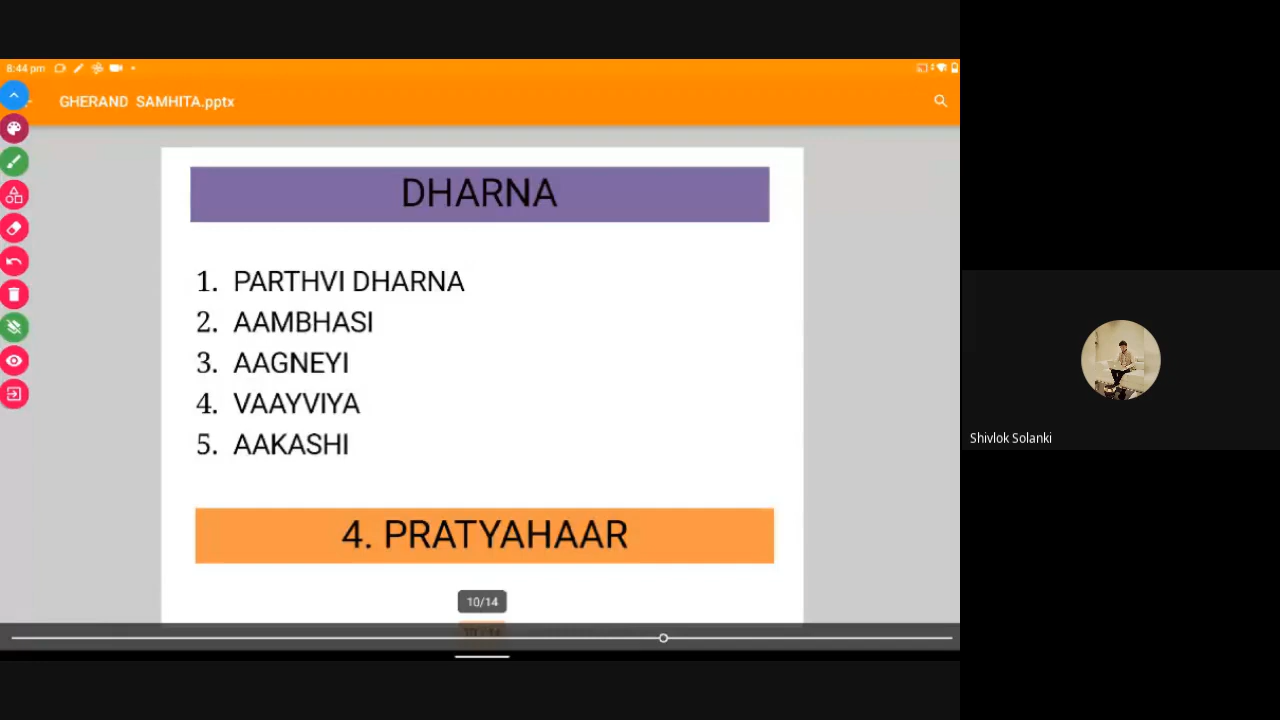 8:44 pm
GHERAND SAMHITA.pptx
DHARNA
1. PARTHVI DHARNA
2. AAMBHASI
3. AAGNEYI
4. VAAYVIYA
5. AAKASHI
4. PRATYAHAAR
10/14
Shivlok Solanki